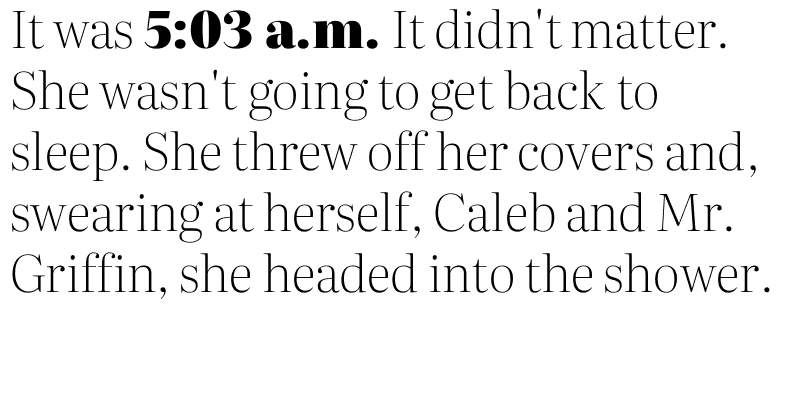 It was 5:03 a.m. It didn't matter.
She wasn't going to get back to
sleep. She threw off her covers and,
swearing at herself, Caleb and Mr.
Griffin, she headed into the shower.